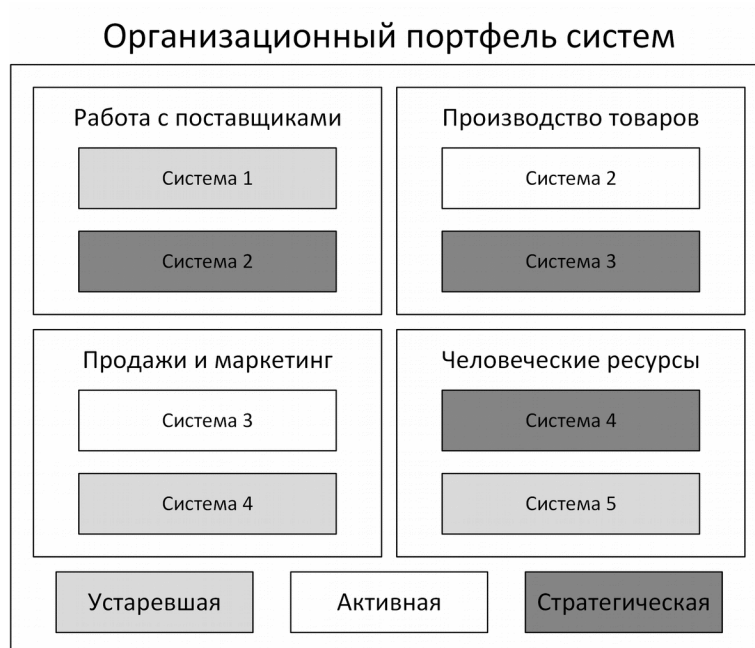 Организационный портфель систем
Работа с поставщиками
Система 1
Система 2
Производство товаров
Система 2
Система 3
Продажи и маркетинг
Система 3
Система 4
Человеческие ресурсы
Система 4
Система 5
Устаревшая
Активная
Стратегическая